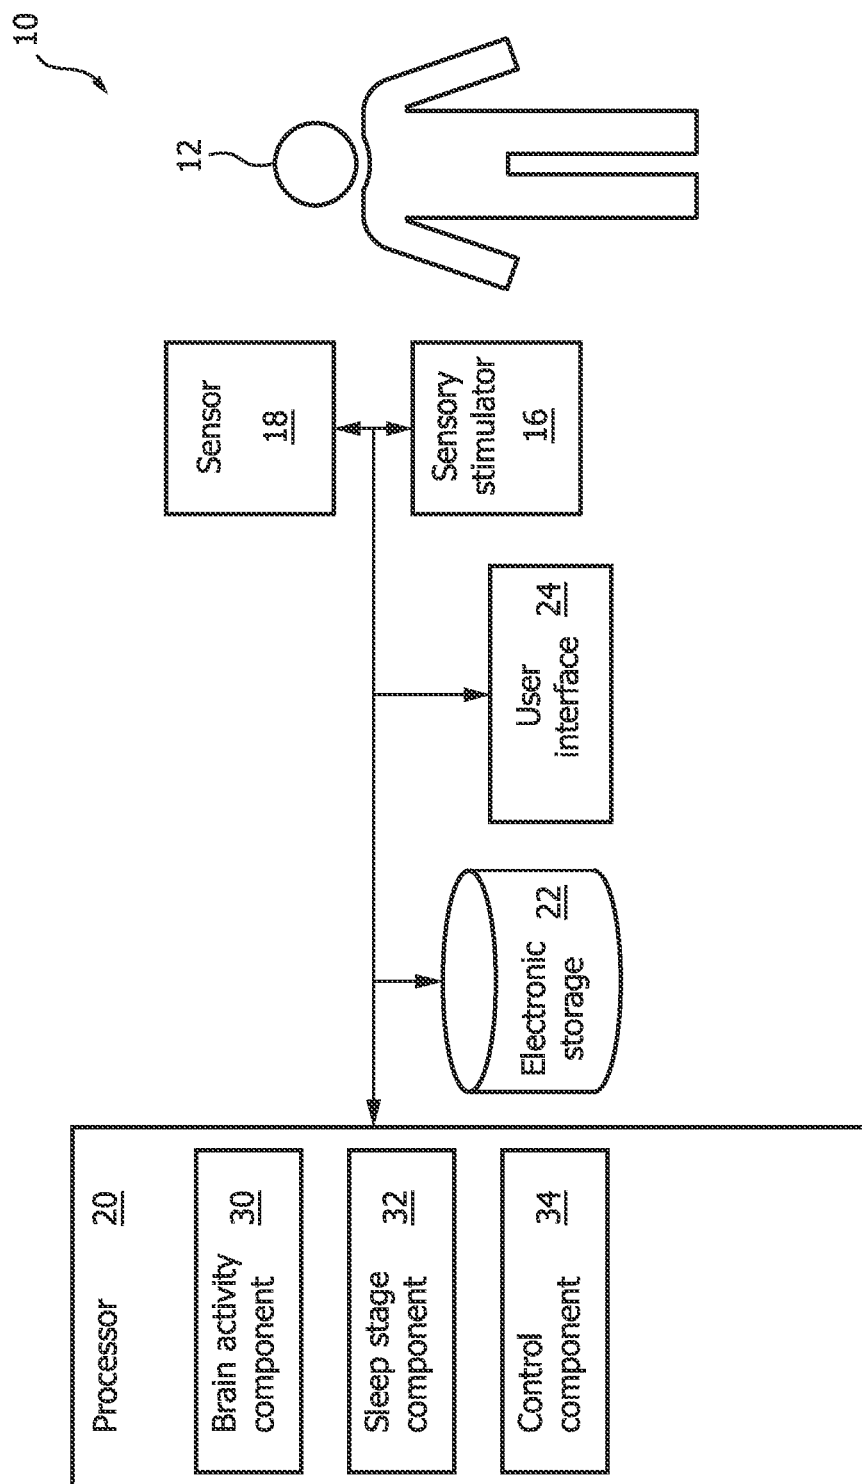 10
12
Sensor
18
Sensory
stimulator
16
User
interface
24
Electronic
storage
22
Processor
20
Brain activity
component
30
Sleep stage
component
32
Control
component
34